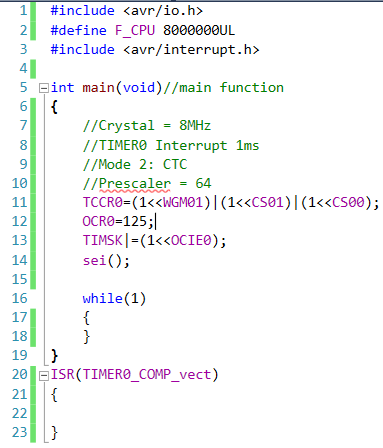 1 #include <avr/io.h>
2 #define F_CPU 8000000UL
3 #include <avr/interrupt.h>
4
5 int main(void)//main function
6 {
7 //Crystal = 8MHz
8 //TIMER0 Interrupt 1ms
9 //Mode 2: CTC
10 //Prescaler = 64
11 TCCR0=(1<<WGM01)|(1<<CS01)|(1<<CS00);
12 OCR0=125;
13 TIMSK|=(1<<OCIE0);
14 sei();
15
16 while(1)
17 {
18 }
19 }
20 ISR(TIMER0_COMP_vect)
21 {
22
23 }